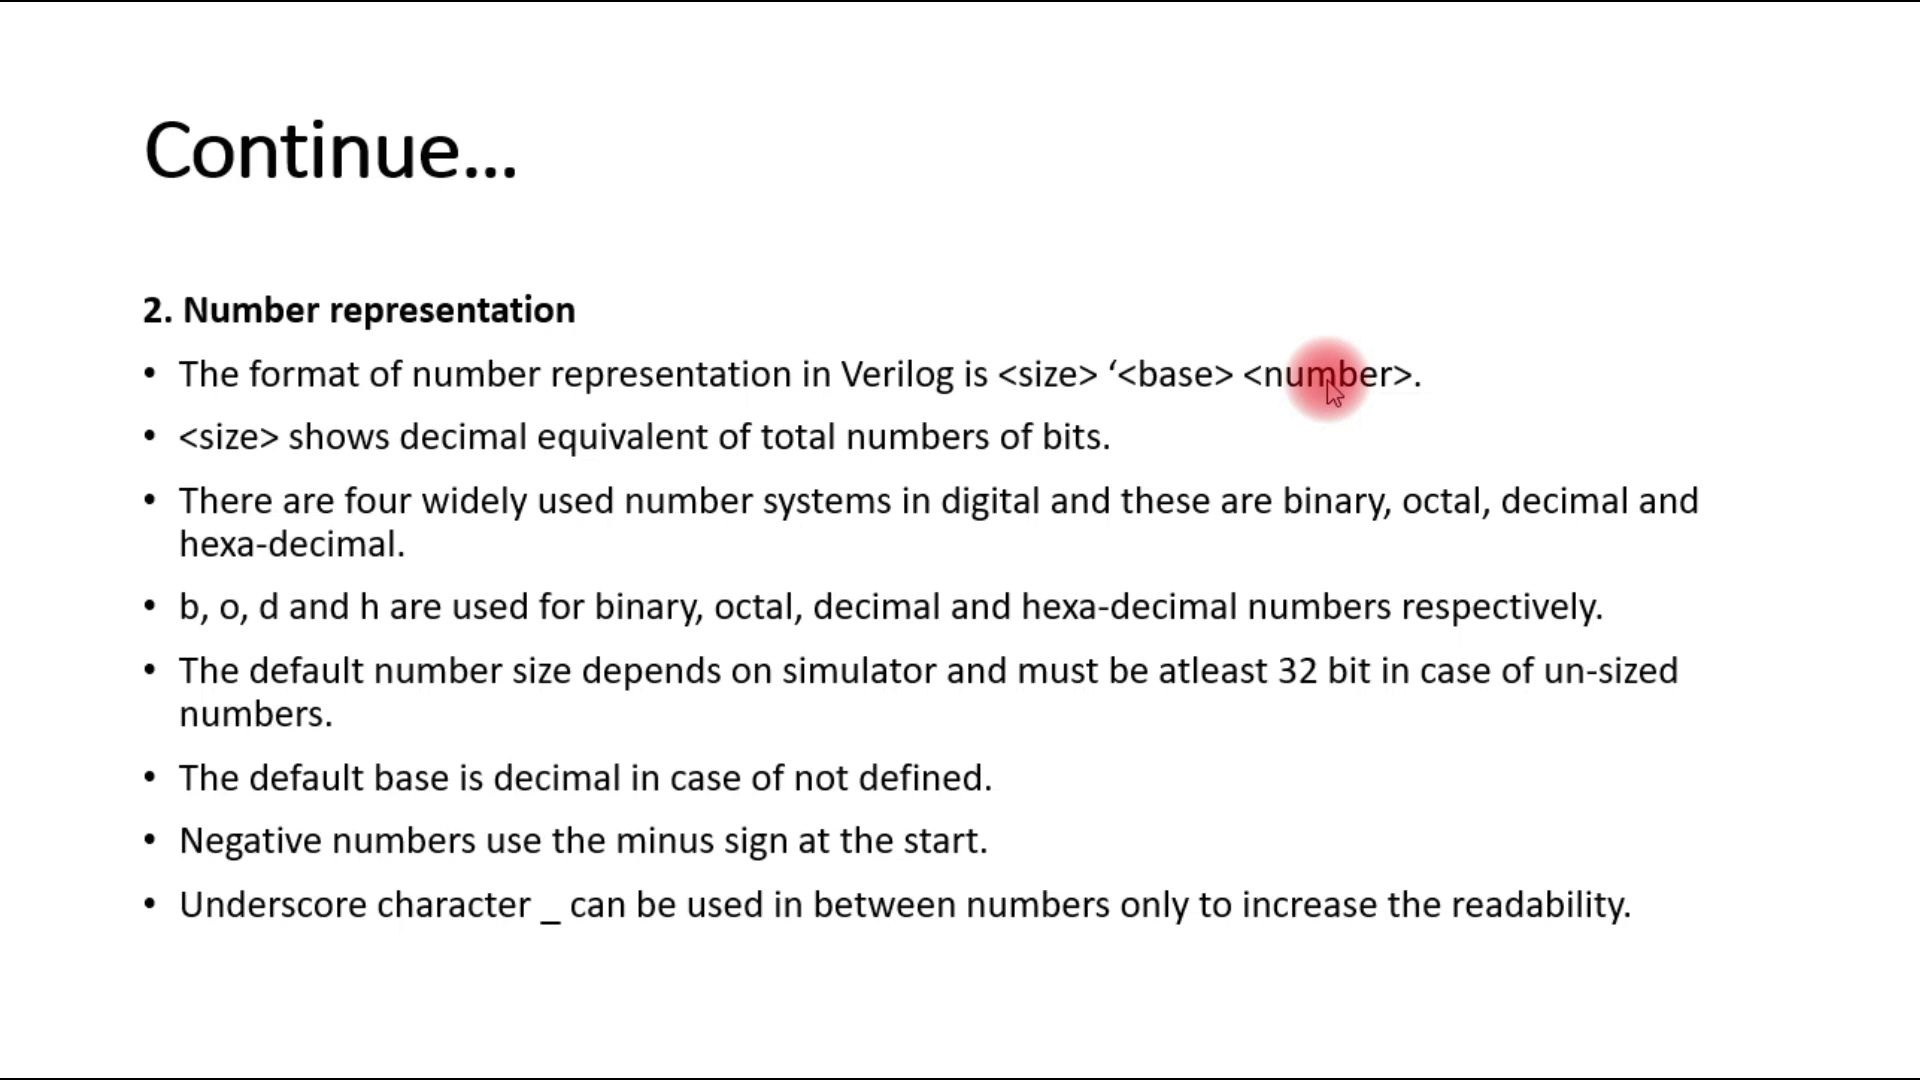 Continue...
2. Number representation
• The format of number representation in Verilog is <size> ‘<base> <number>.
• <size> shows decimal equivalent of total numbers of bits.
• There are four widely used number systems in digital and these are binary, octal, decimal and
hexa-decimal.
• b, o, d and h are used for binary, octal, decimal and hexa-decimal numbers respectively.
• The default number size depends on simulator and must be atleast 32 bit in case of un-sized
numbers.
• The default base is decimal in case of not defined.
• Negative numbers use the minus sign at the start.
• Underscore character _ can be used in between numbers only to increase the readability.